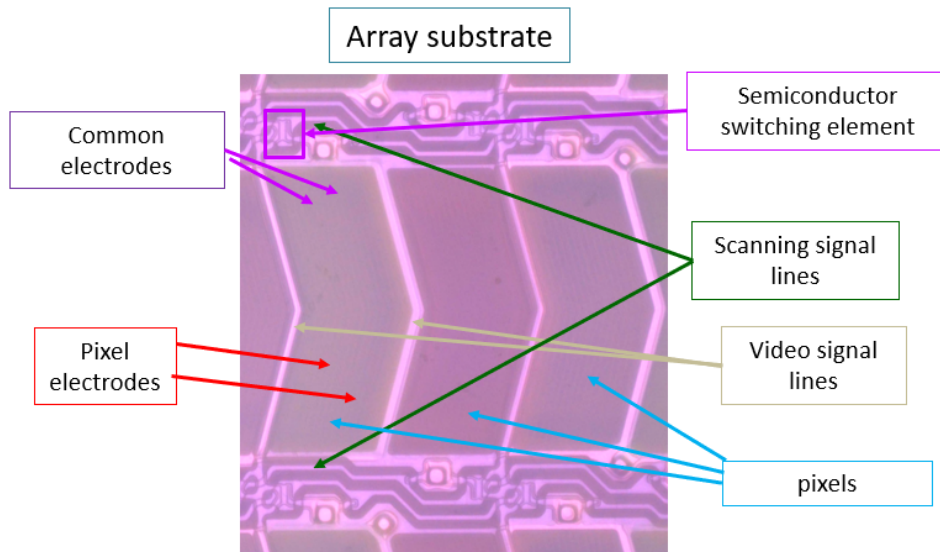 Array substrate
Common
electrodes
Semiconductor
switching element
Scanning signal
lines
Pixel
electrodes
Video signal
lines
pixels